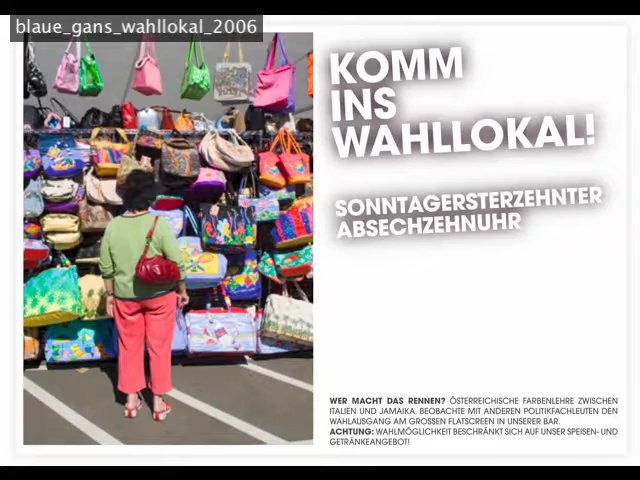 blaue_gans_wahllokal_2006
KOMM
INS
WAHLLOKAL!
SONNTAGERSTERZEHNTER
ABSECHZEHNUHR
WER MACHT DAS RENNEN? ÖSTERREICHISCHE FARBENLEHRE ZWISCHEN
ITALIEN UND JAMAIKA. BEOBACHTE MIT ANDEREN POLITIKFACHLEUTEN DEN
WAHLAUSGANG AM GROSSEN FLATSCREEN IN UNSERER BAR.
ACHTUNG: WAHLMÖGLICHKEIT BESCHRÄNKT SICH AUF UNSER SPEISEN- UND
GETRÄNKEANGEBOT!